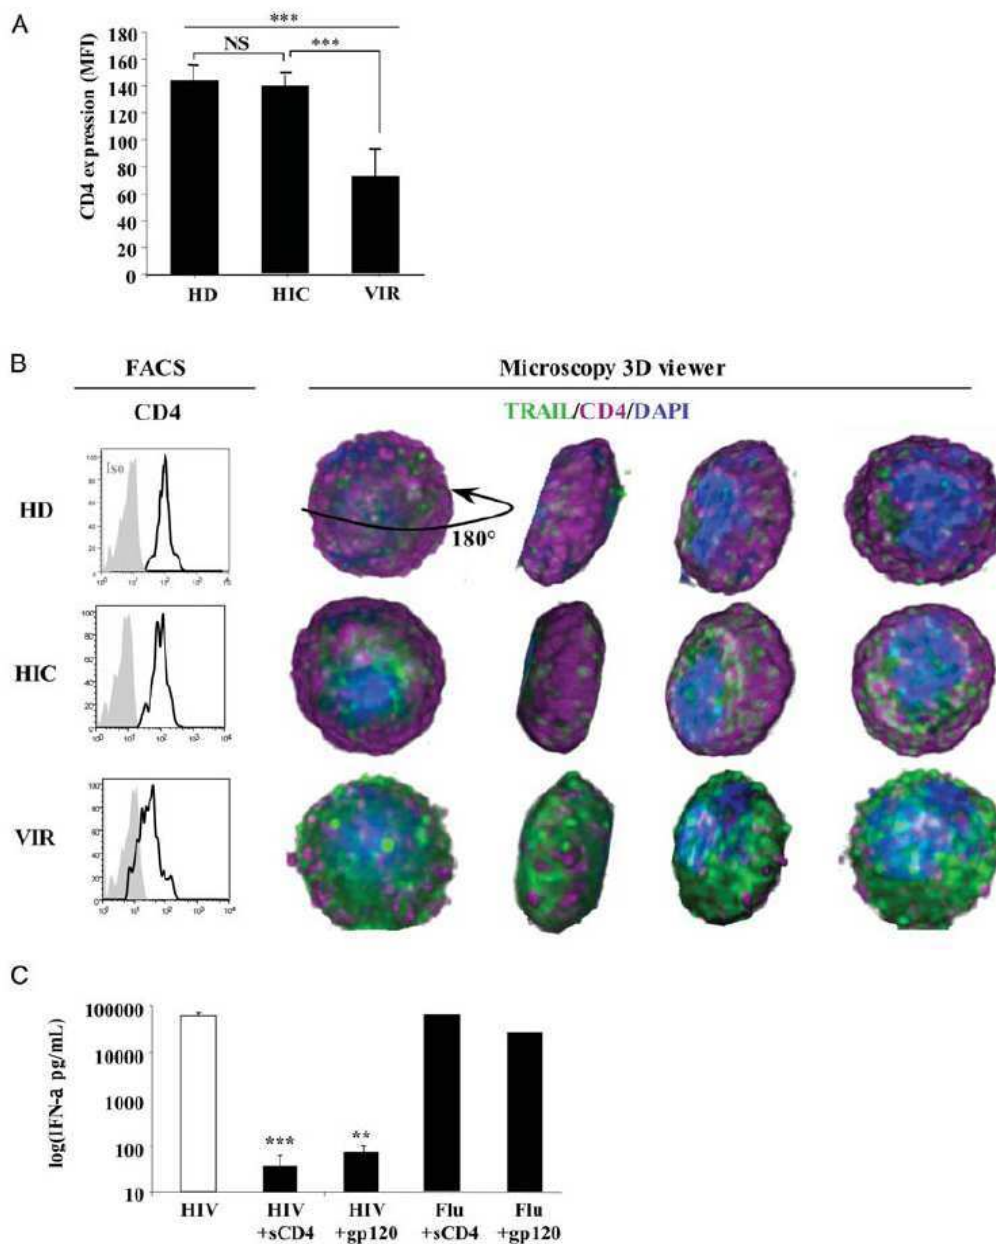 A
***
NS
***
CD4 expression (MFI)
180
160
140
120
100
80
60
40
20
0
HD
HIC
VIR
B
FACS
Microscopy 3D viewer
CD4
TRAIL/CD4/DAPI
HD
Iso
180°
HIC
VIR
C
log(IFN-a pg/mL)
100000
10000
1000
100
10
***
**
HIV
HIV
+sCD4
HIV
+gp120
Flu
+sCD4
Flu
+gp120